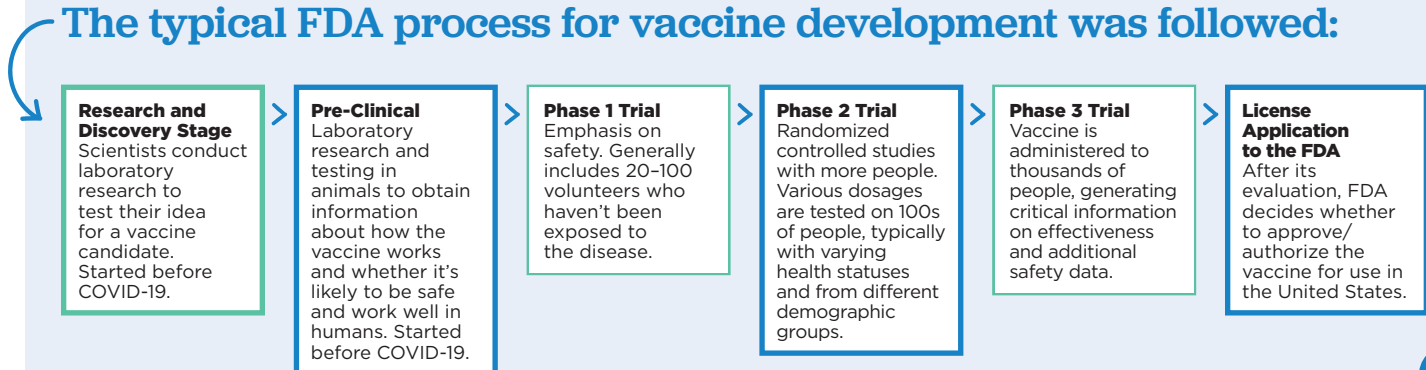 The typical FDA process for vaccine development was followed:
Research and
Discovery Stage
Scientists conduct
laboratory
research to
test their idea
for a vaccine
candidate.
Started before
COVID-19.
Pre-Clinical
Laboratory
research and
testing in
animals to obtain
information
about how the
vaccine works
and whether it’s
likely to be safe
and work well in
humans. Started
before COVID-19.
Phase 1 Trial
Emphasis on
safety. Generally
includes 20–100
volunteers who
haven’t been
exposed to
the disease.
Phase 2 Trial
Randomized
controlled studies
with more people.
Various dosages
are tested on 100s
of people, typically
with varying
health statuses
and from different
demographic
groups.
Phase 3 Trial
Vaccine is
administered to
thousands of
people, generating
critical information
on effectiveness
and additional
safety data.
License
Application
to the FDA
After its
evaluation, FDA
decides whether
to approve/
authorize the
vaccine for use in
the United States.